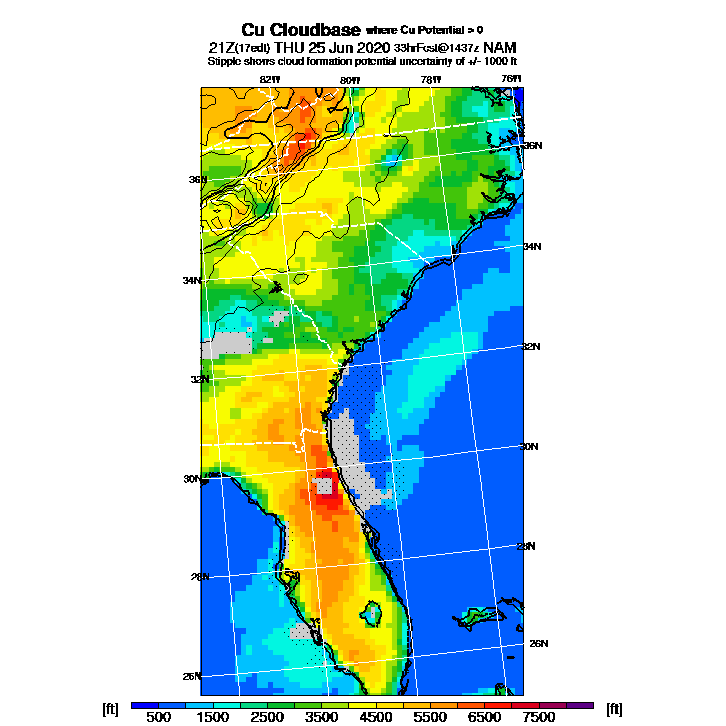 Cu Cloudbase where Cu Potential > 0
21Z(17edt) THU 25 Jun 2020 33hrFcst@1437z NAM
Stipple shows cloud formation potential uncertainty of +/- 1000 ft
82W 80W 78W 76W
36N
36N
34N
34N
32N
32N
30N
30N
28N
28N
26N
26N
[ft] 500 1500 2500 3500 4500 5500 6500 7500 [ft]